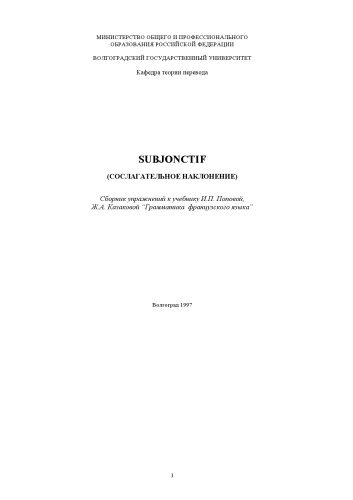 МИНИСТЕРСТВО ОБЩЕГО И ПРОФЕССИОНАЛЬНОГО
ОБРАЗОВАНИЯ РОССИЙСКОЙ ФЕДЕРАЦИИ
ВОЛГОГРАДСКИЙ ГОСУДАРСТВЕННЫЙ УНИВЕРСИТЕТ
Кафедра теории перевода
SUBJONCTIF
(СОСЛАГАТЕЛЬНОЕ НАКЛОНЕНИЕ)
Сборник упражнений к учебнику И.П. Поповой,
Ж.А. Казаковой "Грамматика французского языка"
Волгоград 1997
1